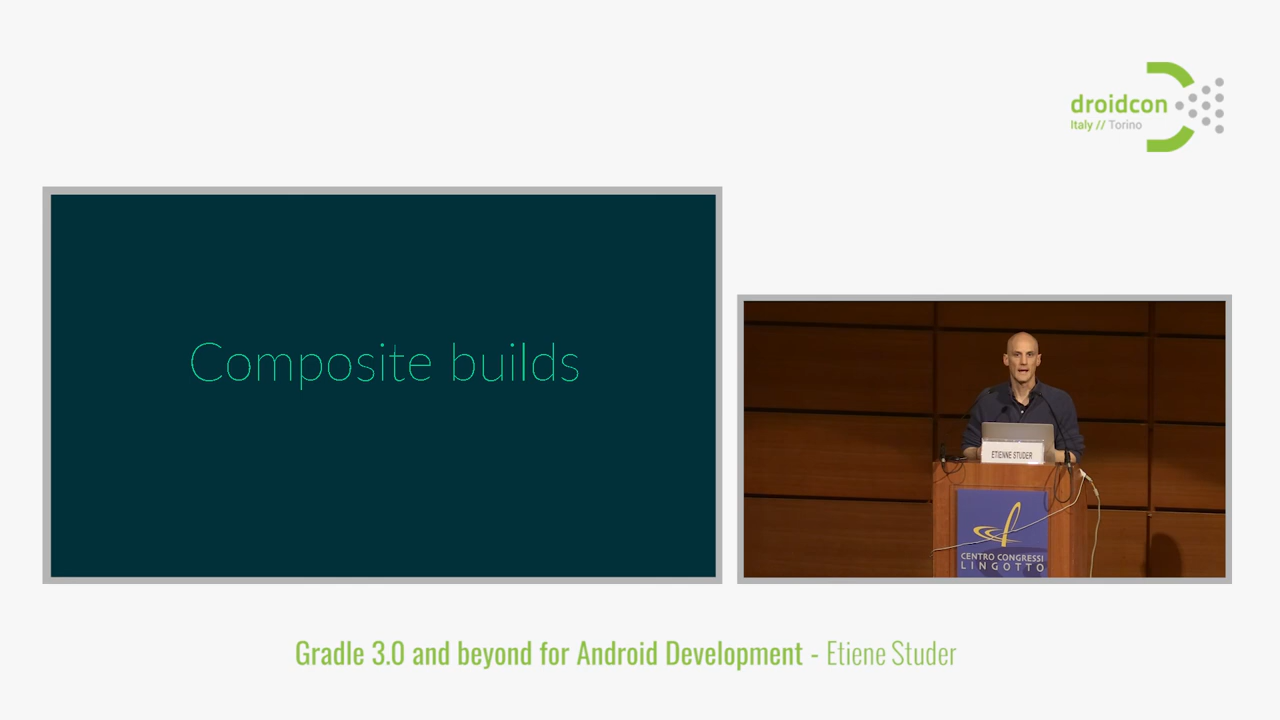 droidcon
Italy // Torino
Composite builds
ETIENNE STUDER
CENTRO CONGRESSI
LINGOTTO
Gradle 3.0 and beyond for Android Development - Etiene Studer